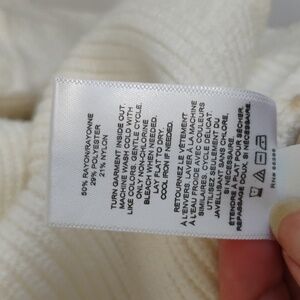 50% RAYON/RAYONNE
29% POLYESTER
21% NYLON
TURN GARMENT INSIDE OUT.
MACHINE WASH COLD WITH
LIKE COLORS, GENTLE CYCLE.
ONLY NON-CHLORINE
BLEACH WHEN NEEDED.
LAY FLAT TO DRY.
COOL IRON IF NEEDED.
RETOURNEZ LE VÊTEMENT
À L'ENVERS. LAVER À LA MACHINE
À L'EAU FROIDE AVEC COULEURS
SIMILAIRES. CYCLE DÉLICAT.
UTILISER SEULEMENT DU
JAVELLISANT SANS CHLORE,
SI NÉCESSAIRE.
ÉTENDRE À PLAT POUR SÉCHER.
REPASSAGE DOUX, SI NÉCESSAIRE.